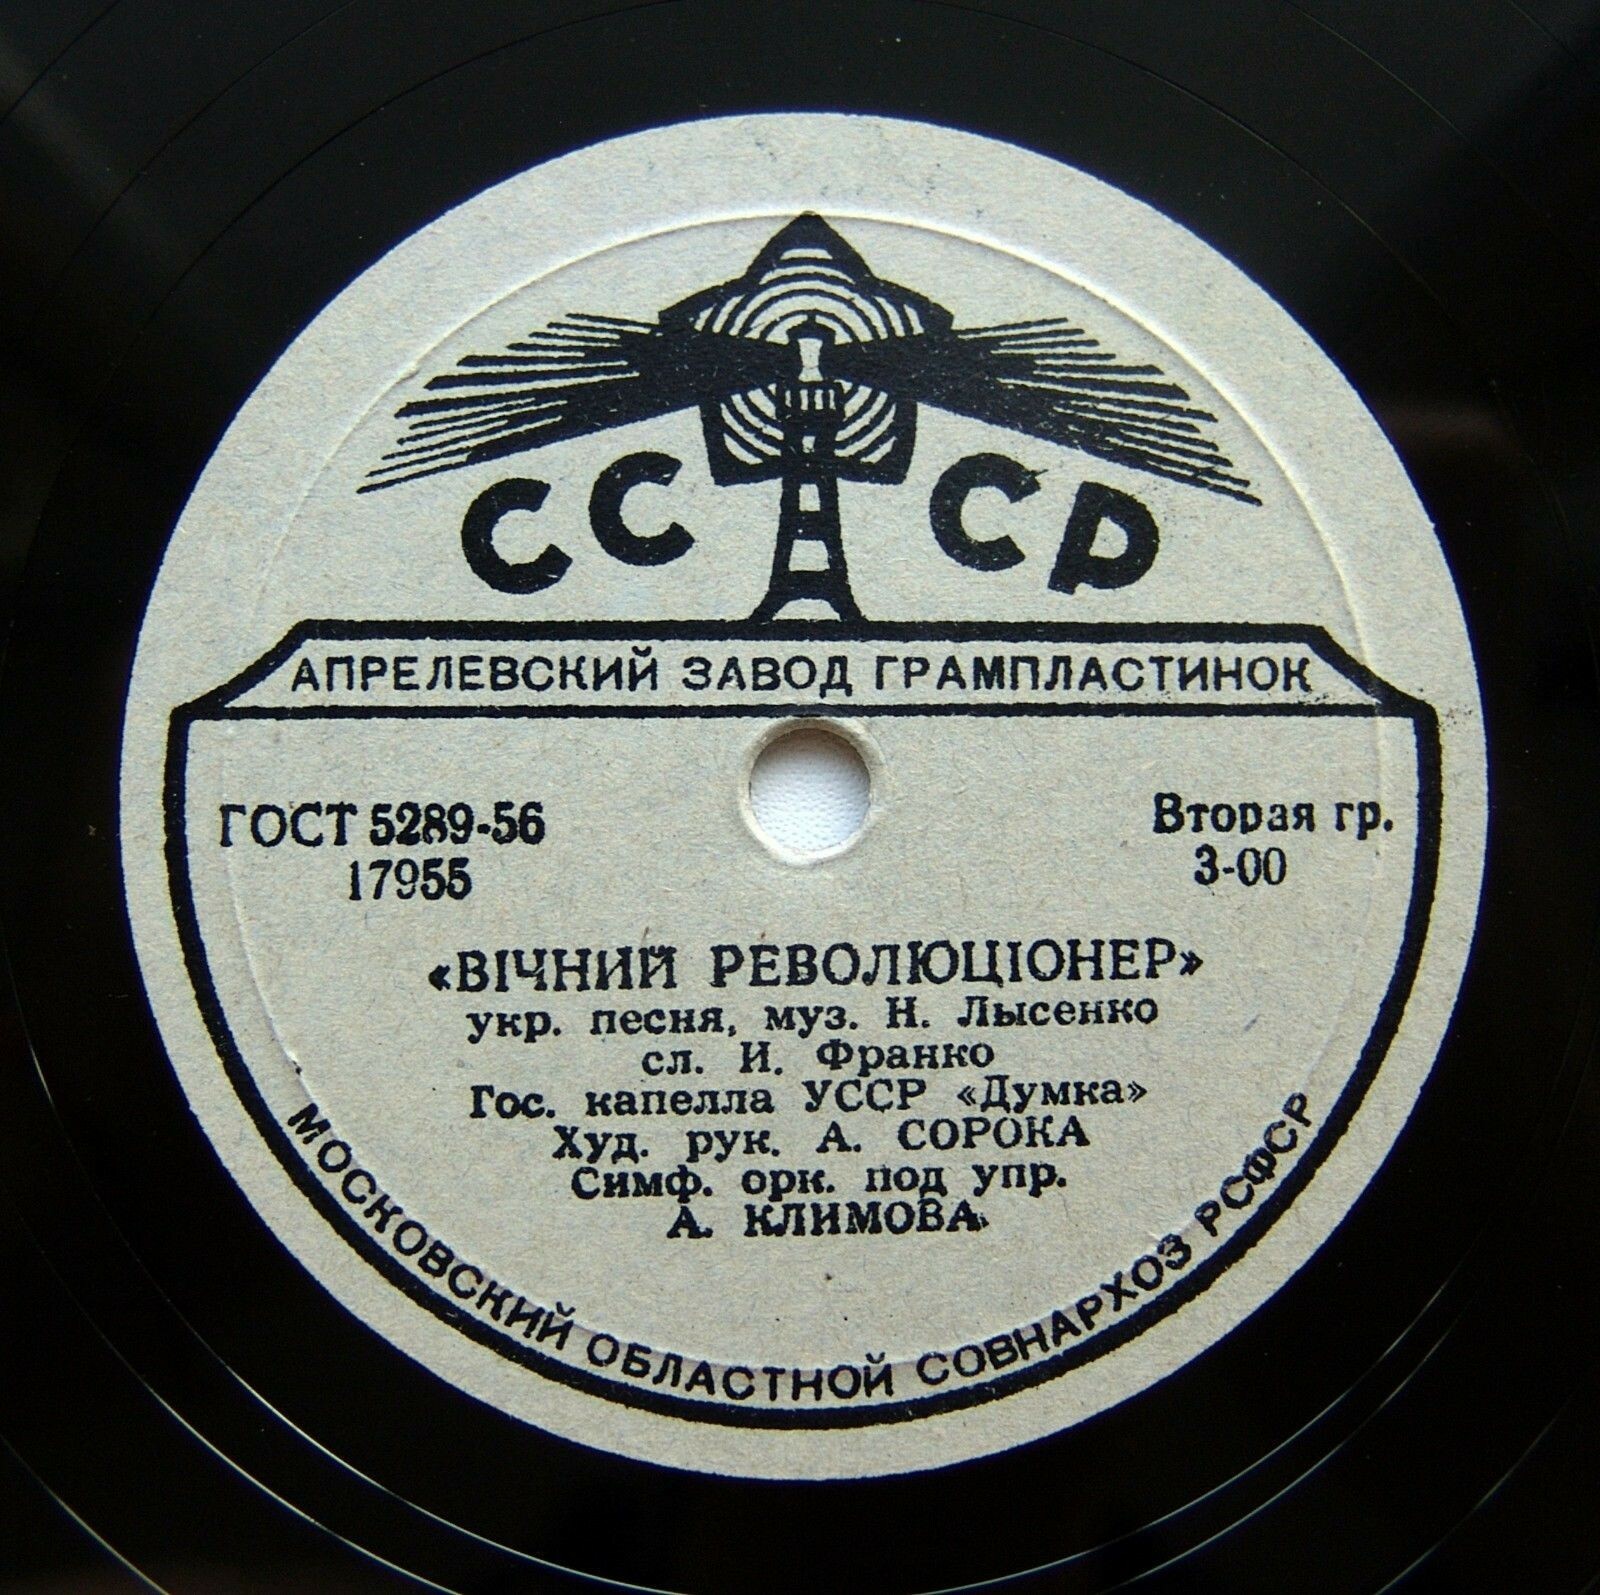 СССР
АПРЕЛЕВСКИЙ ЗАВОД ГРАМПЛАСТИНОК
ГОСТ 5289-56
17955
Вторая гр.
3-00
«ВІЧНИЙ РЕВОЛЮЦІОНЕР»
укр. песня, муз. Н. Лысенко
сл. И. Франко
Гос. капелла УССР «Думка»
Худ. рук. А. СОРОКА
Симф. орк. под упр.
А. КЛИМОВА
МОСКОВСКИЙ ОБЛАСТНОЙ СОВНАРХОЗ РСФСР